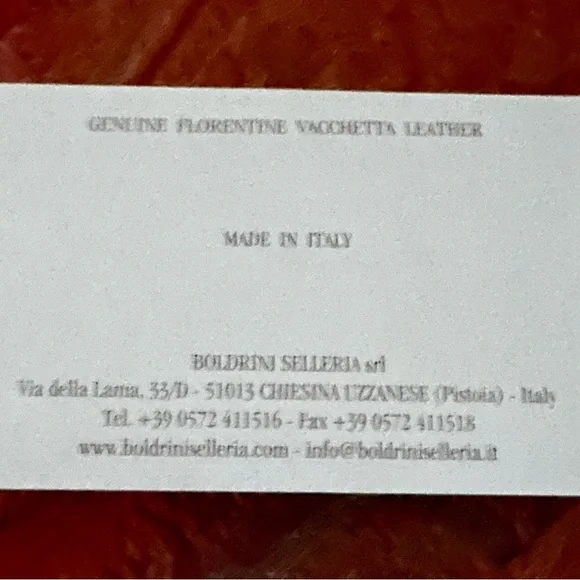 GENUINE FLORENTINE VACCHETTA LEATHER
MADE IN ITALY
BOLDRINI SELLERIA srl
Via della Lama, 33/D - 51013 CHIESINA UZZANESE (Pistoia) - Italy
Tel. +39 0572 411516 - Fax +39 0572 411518
www.boldriniselleria.com - info@boldriniselleria.it